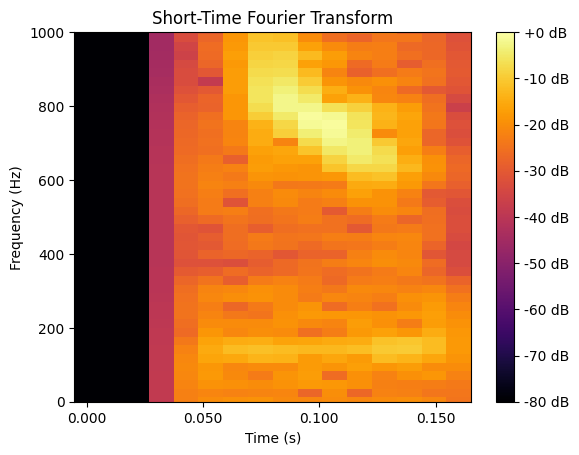 Short-Time Fourier Transform
1000
800
600
400
200
0
Frequency (Hz)
0.000
0.050
0.100
0.150
Time (s)
+0 dB
-10 dB
-20 dB
-30 dB
-40 dB
-50 dB
-60 dB
-70 dB
-80 dB